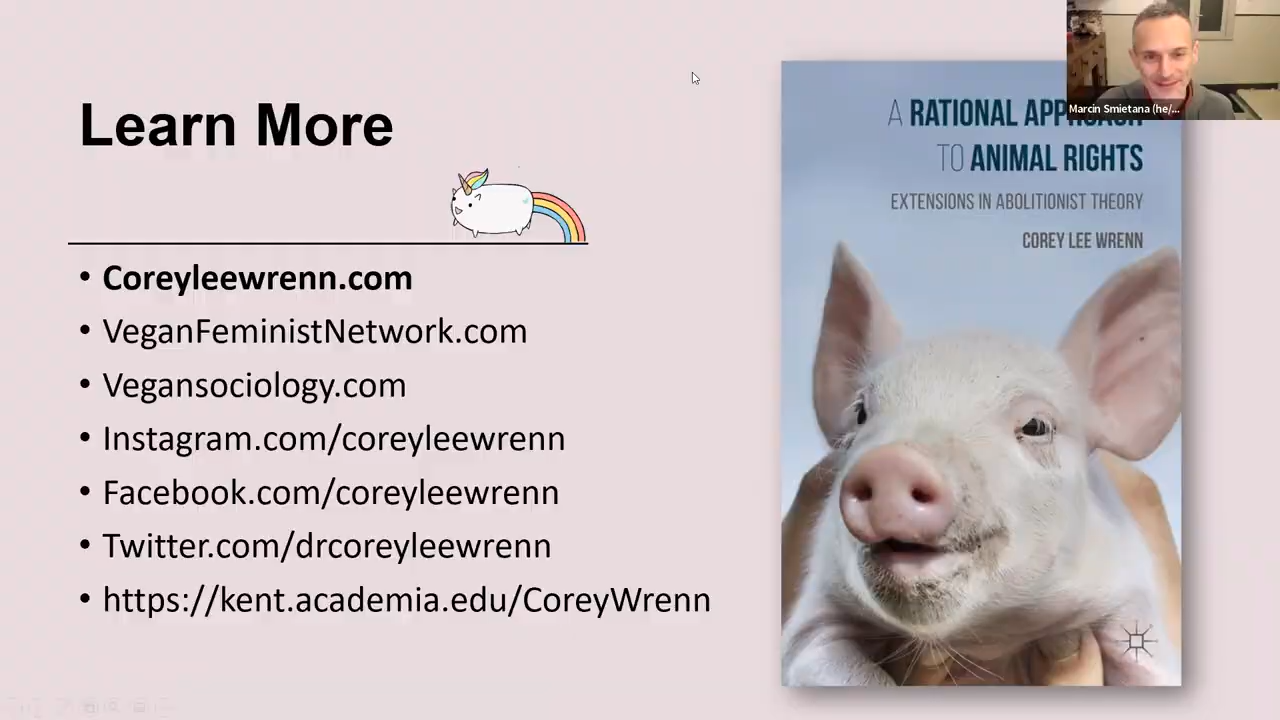 Learn More
• Coreyleewrenn.com
• VeganFeministNetwork.com
• Vegansociology.com
• Instagram.com/coreyleewrenn
• Facebook.com/coreyleewrenn
• Twitter.com/drcoreyleewrenn
• https://kent.academia.edu/CoreyWrenn
A RATIONAL APPROACH
TO ANIMAL RIGHTS
EXTENSIONS IN ABOLITIONIST THEORY
COREY LEE WRENN
Marcin Smietana (he/...